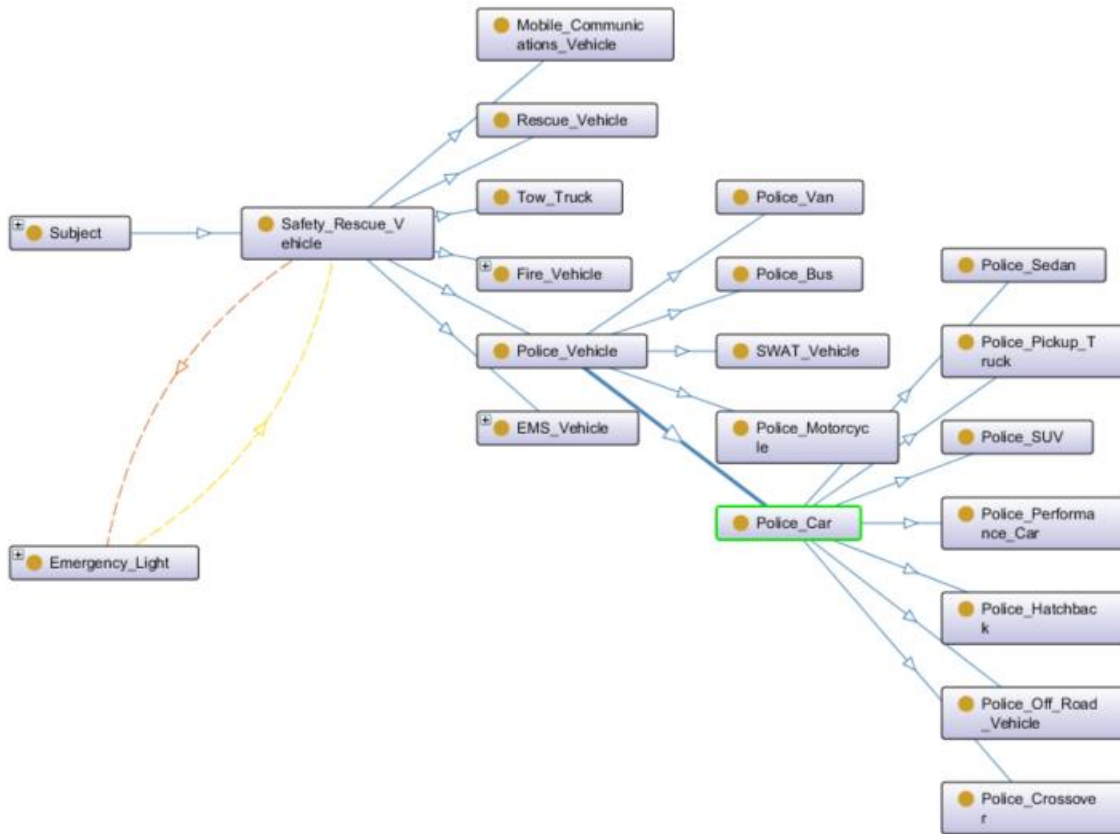 Mobile_Communic
ations_Vehicle
Rescue_Vehicle
Tow_Truck
Police_Van
Subject
Safety_Rescue_V
ehicle
Fire_Vehicle
Police_Bus
Police_Sedan
Police_Vehicle
SWAT_Vehicle
Police_Pickup_T
ruck
EMS_Vehicle
Police_Motorcyc
le
Police_SUV
Police_Car
Police_Performa
nce_Car
Emergency_Light
Police_Hatchbac
k
Police_Off_Road
_Vehicle
Police_Crossove
r